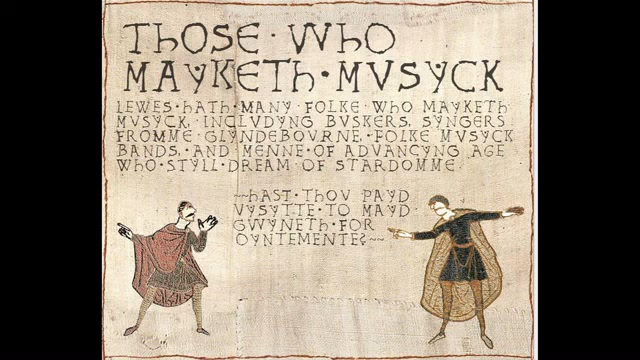 THOSE · WHO
MAYKETH · MVSYCK
LEWES · HATH · MANY · FOLKE · WHO MAYKETH
MVSYCK, INCLVDYNG BVSKERS, SYNGERS
FROMME GLYNDEBOVRNE, FOLKE MVSYCK
BANDS, · AND MENNE · OF ADVANCYNG AGE
WHO · STYLL · DREAM · OF STARDOMME
~~HAST · THOV PAYD
VYSYTTE · TO MAYD
GWYNETH · FOR
OYNTEMENTE?~~